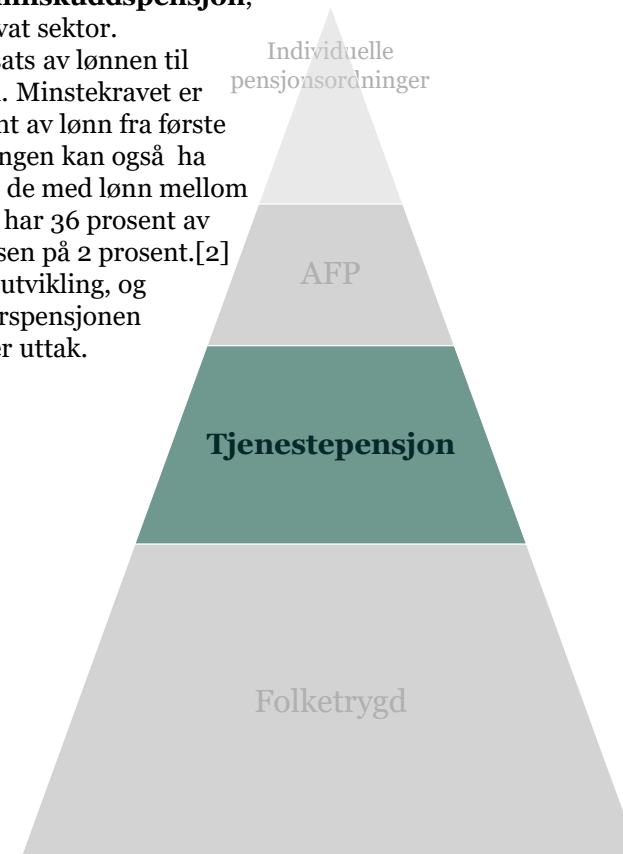 vat sektor.
sats av lønnen til
. Minstekravet er
nt av lønn fra første
ngen kan også ha
de med lønn mellom
har 36 prosent av
sen på 2 prosent.[2]
utvikling, og
rspensjonen
er uttak.
Individuelle
pensjonsordninger
AFP
Tjenestepensjon
Folketrygd